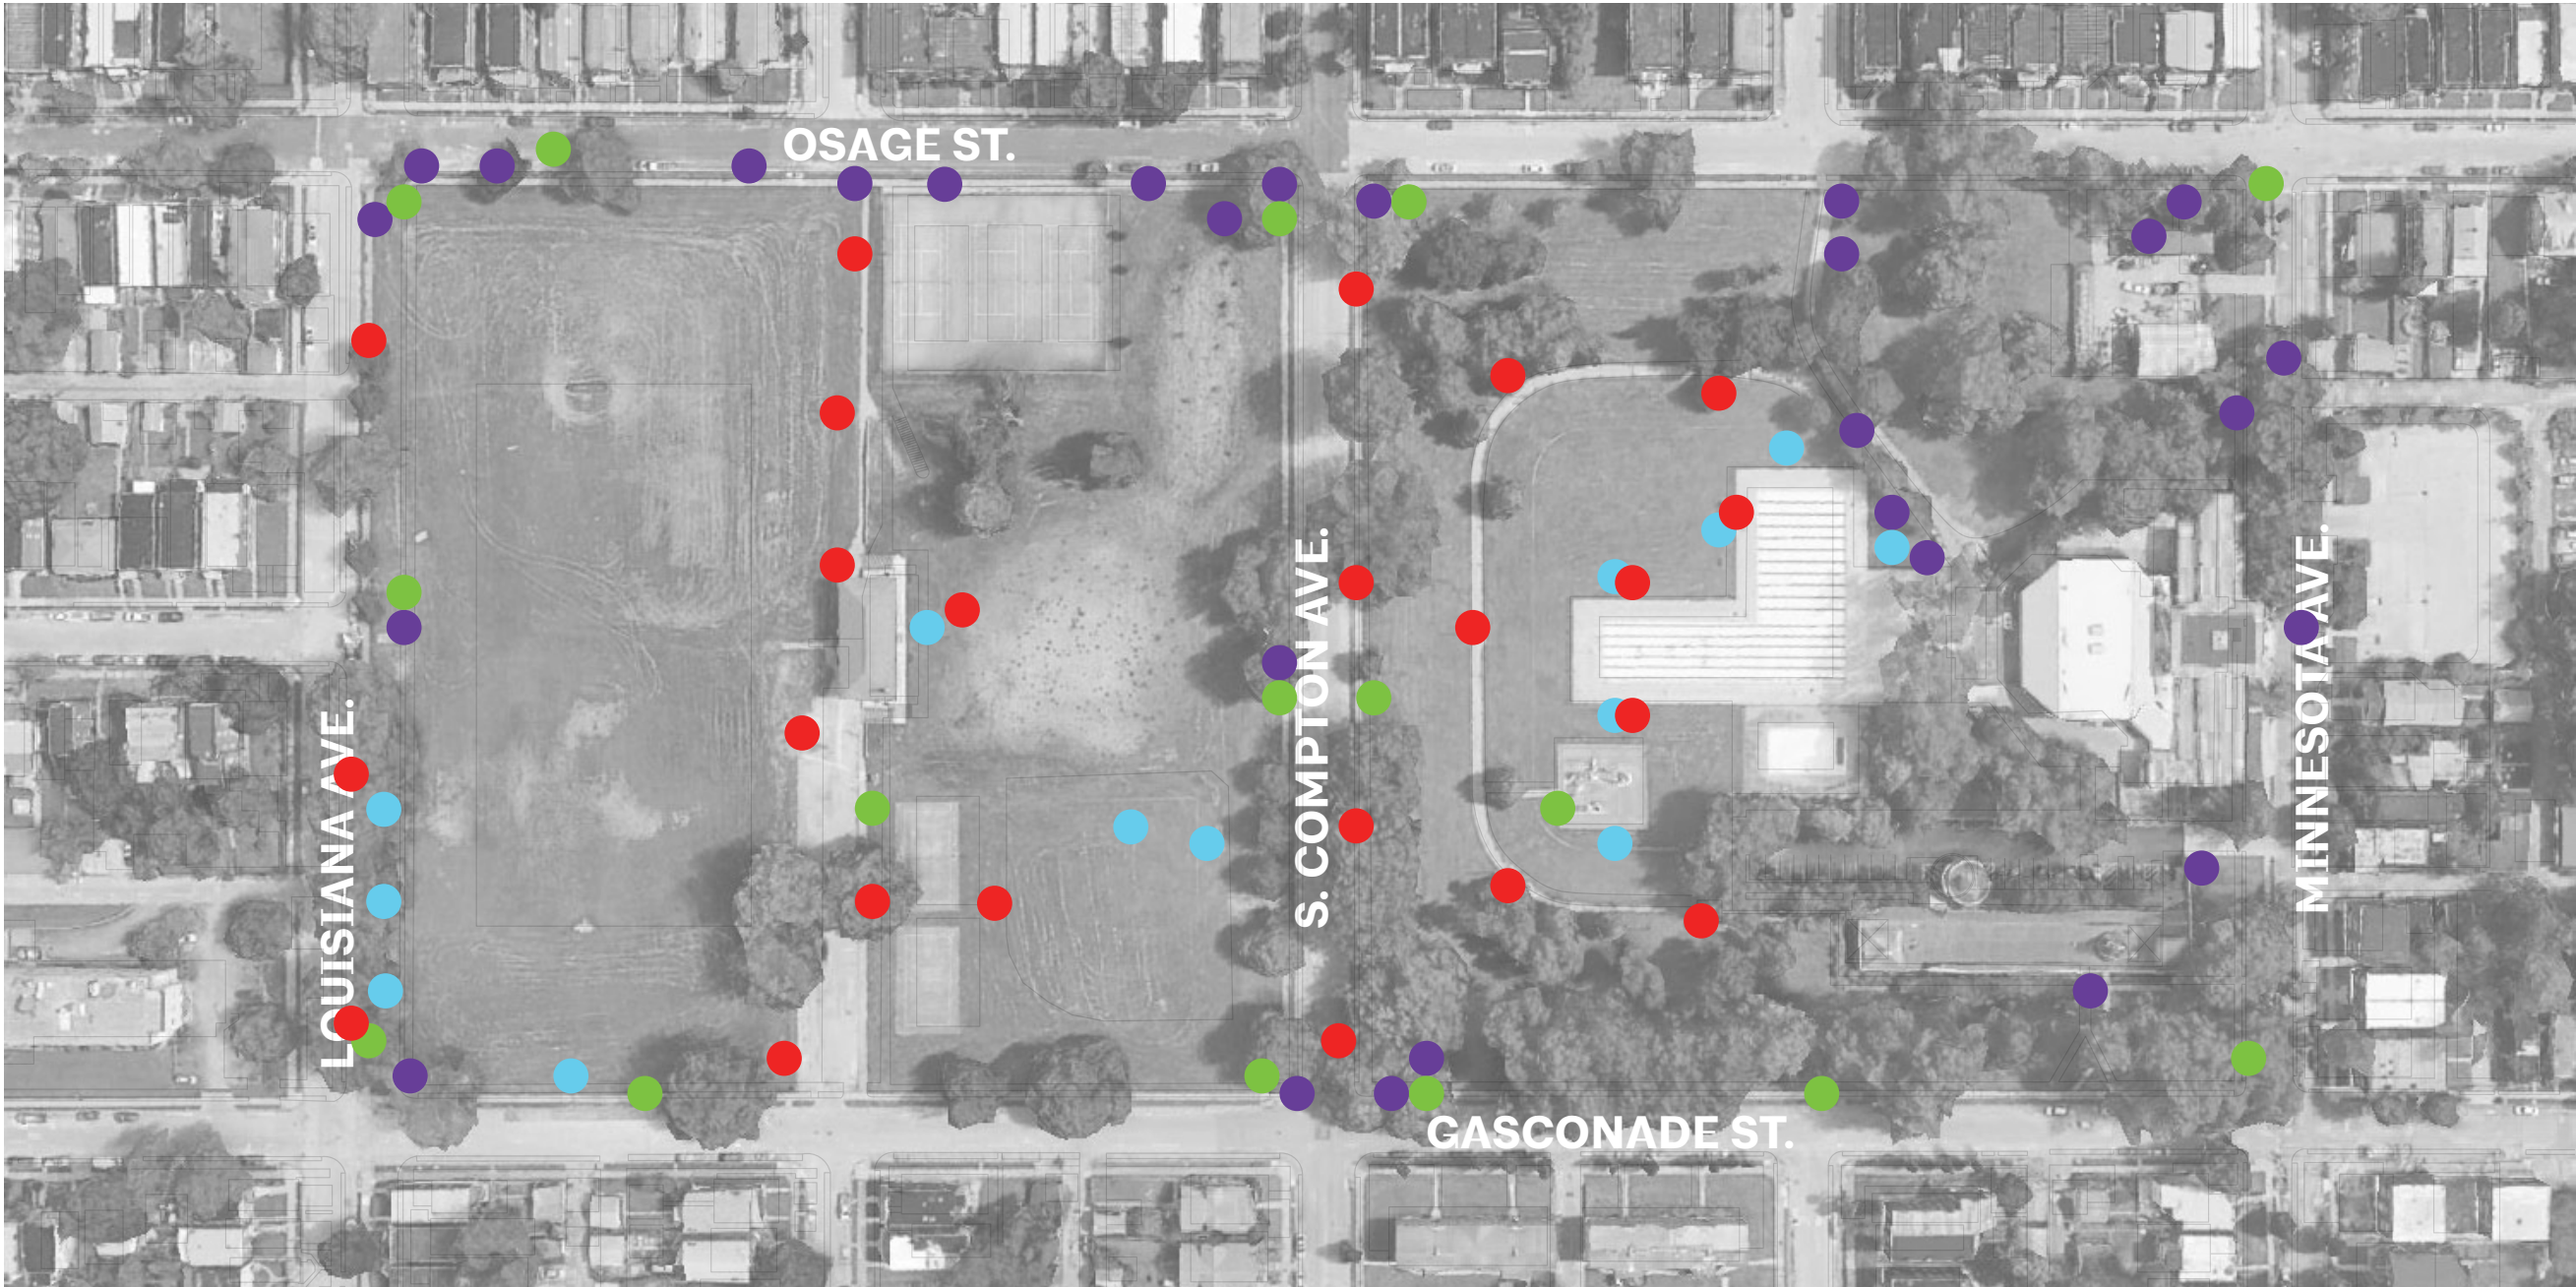 OSAGE ST.
S. COMPTON AVE.
MINNESOTA AVE.
LOUISIANA AVE.
GASCONADE ST.